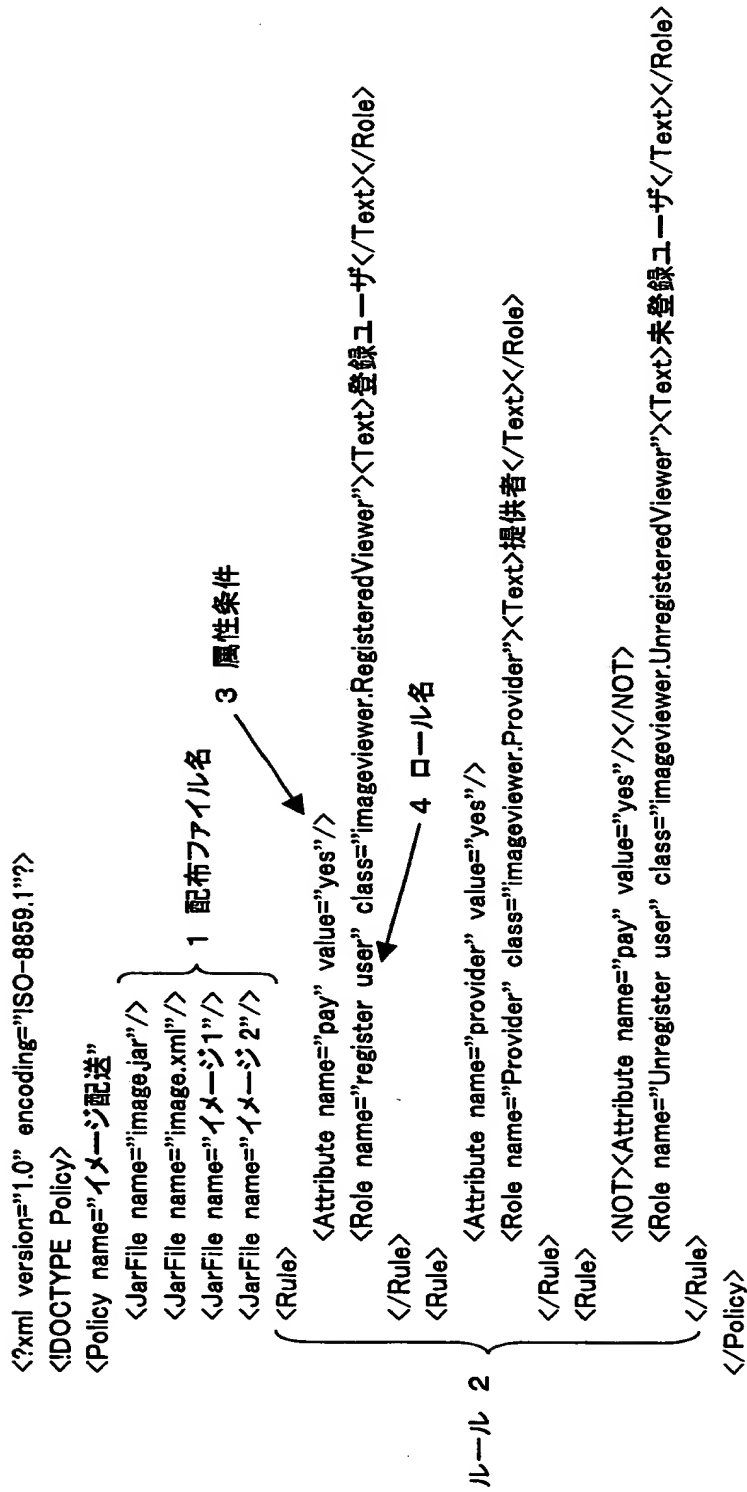 <?xml version="1.0" encoding="ISO-8859.1"?>
<!DOCTYPE Policy>
<Policy name="イメージ配送"
<JarFile name="image.jar"/>
<JarFile name="image.xml"/>
<JarFile name="イメージ1"/>
<JarFile name="イメージ2"/>
1 配布ファイル名
3 属性条件
<Rule>
<Attribute name="pay" value="yes"/>
<Role name="register user" class="imageviewer.RegisteredViewer"><Text>登録ユーザ</Text></Role>
4 ロール名
</Rule>
<Rule>
<Attribute name="provider" value="yes"/>
<Role name="Provider" class="imageviewer.Provider"><Text>提供者</Text></Role>
</Rule>
<Rule>
<NOT><Attribute name="pay" value="yes"/></NOT>
<Role name="Unregister user" class="imageviewer.UnregisteredViewer"><Text>未登録ユーザ</Text></Role>
</Rule>
ルール 2
</Policy>